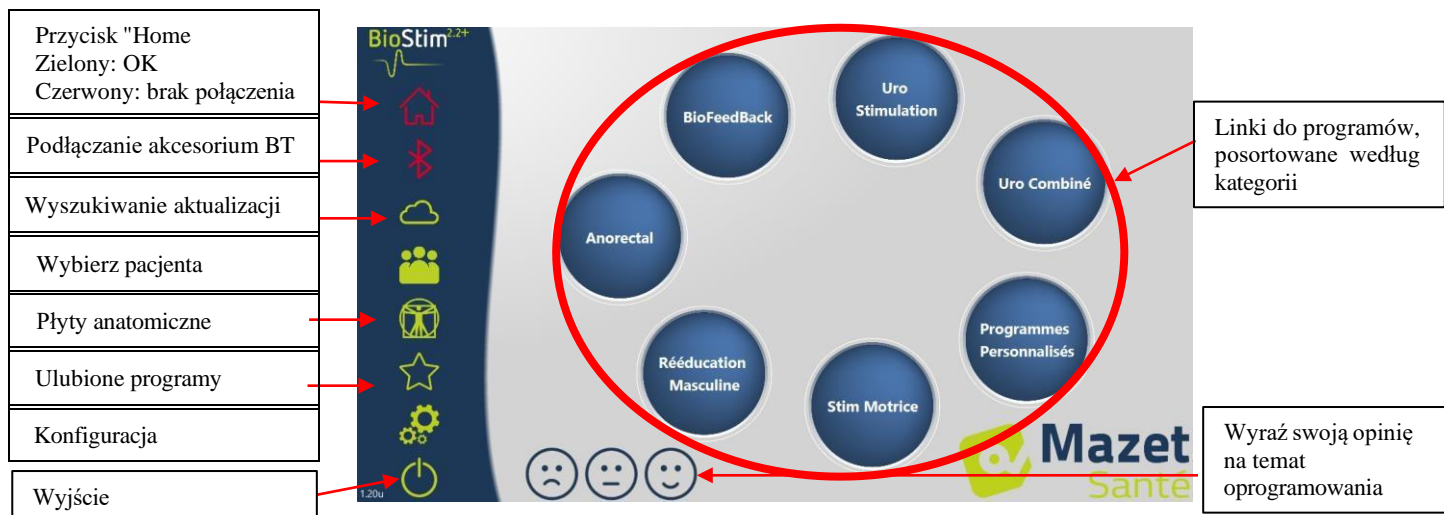 Przycisk "Home
Zielony: OK
Czerwony: brak połączenia
Podłączanie akcesorium BT
Wyszukiwanie aktualizacji
Wybierz pacjenta
Płyty anatomiczne
Ulubione programy
Konfiguracja
Wyjście
BioStim2.2+
1.20u
BioFeedBack
Uro
Stimulation
Uro Combiné
Anorectal
Programmes
Personnalisés
Rééducation
Masculine
Stim Motrice
Mazet
Santé
Linki do programów,
posortowane według
kategorii
Wyraź swoją opinię
na temat
oprogramowania